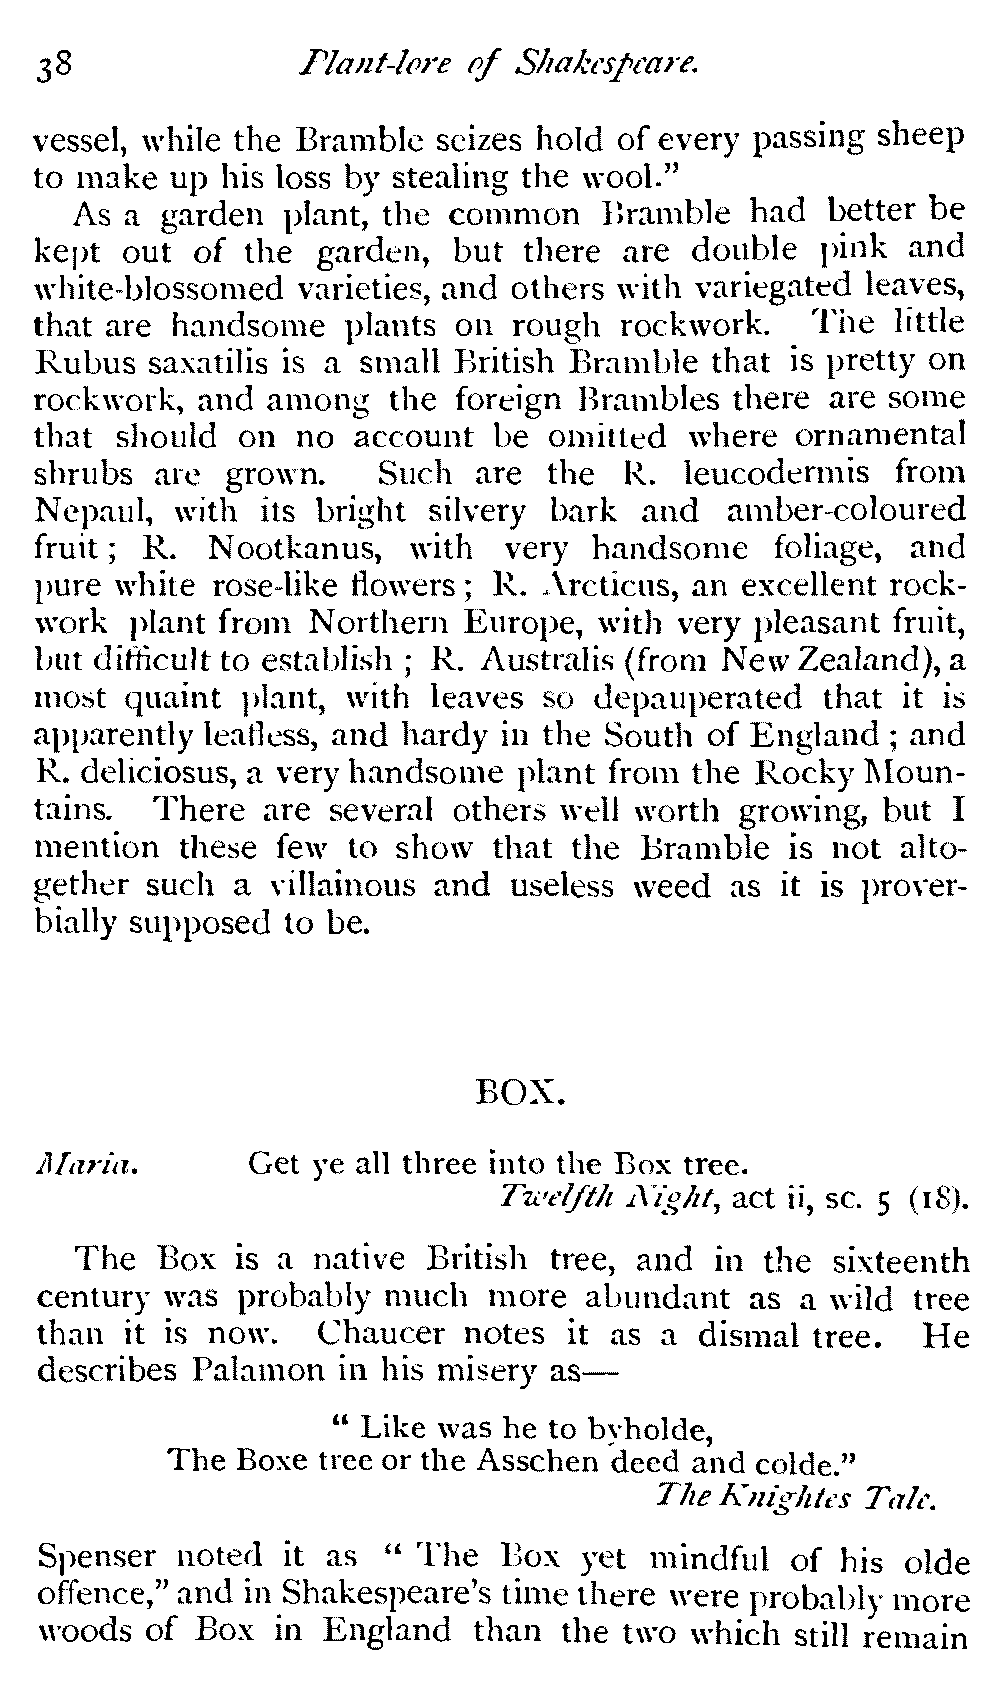 38 Plant-lore of Shakespeare.
vessel, while the Bramble seizes hold of every passing sheep
to make up his loss by stealing the wool.”
As a garden plant, the common Bramble had better be
kept out of the garden, but there are double pink and
white-blossomed varieties, and others with variegated leaves,
that are handsome plants on rough rockwork. The little
Rubus saxatilis is a small British Bramble that is pretty on
rockwork, and among the foreign Brambles there are some
that should on no account be omitted where ornamental
shrubs are grown. Such are the R. leucodermis from
Nepaul, with its bright silvery bark and amber-coloured
fruit ; R. Nootkanus, with very handsome foliage, and
pure white rose-like flowers ; R. Arcticus, an excellent rock-
work plant from Northern Europe, with very pleasant fruit,
but difficult to establish ; R. Australis (from New Zealand), a
most quaint plant, with leaves so depauperated that it is
apparently leafless, and hardy in the South of England ; and
R. deliciosus, a very handsome plant from the Rocky Moun-
tains. There are several others well worth growing, but I
mention these few to show that the Bramble is not alto-
gether such a villainous and useless weed as it is prover-
bially supposed to be.
BOX.
Maria. Get ye all three into the Box tree.
Twelfth Night, act ii, sc. 5 (18).
The Box is a native British tree, and in the sixteenth
century was probably much more abundant as a wild tree
than it is now. Chaucer notes it as a dismal tree. He
describes Palamon in his misery as—
“ Like was he to byholde,
The Boxe tree or the Asschen deed and colde.”
The Knightes Tale.
Spenser noted it as “ The Box yet mindful of his olde
offence,” and in Shakespeare's time there were probably more
woods of Box in England than the two which still remain